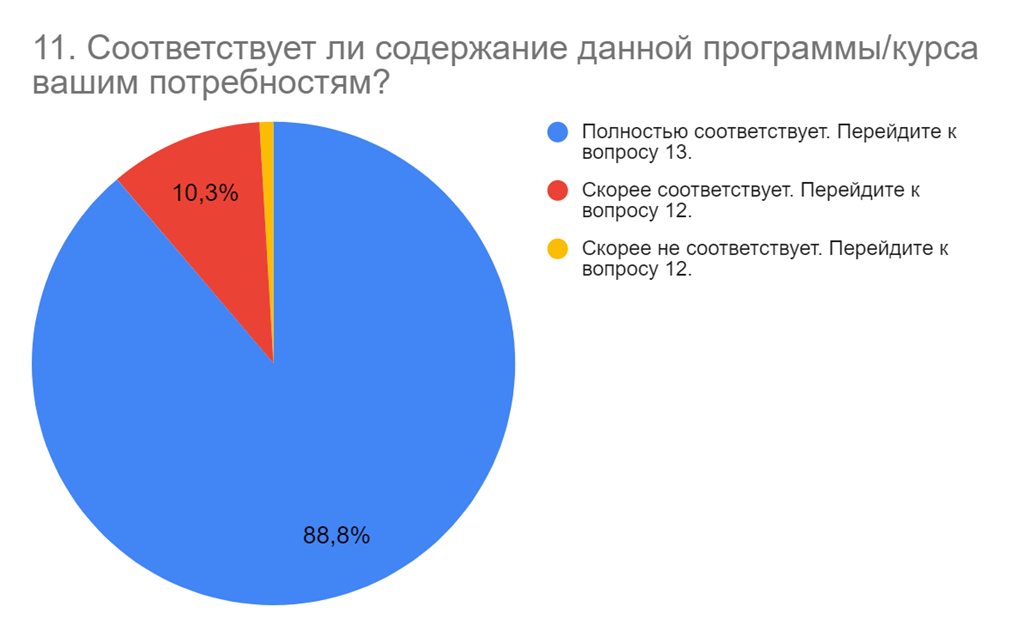 11. Соответствует ли содержание данной программы/курса
вашим потребностям?
Полностью соответствует. Перейдите к
вопросу 13.
Скорее соответствует. Перейдите к
вопросу 12.
Скорее не соответствует. Перейдите к
вопросу 12.
10,3%
88,8%